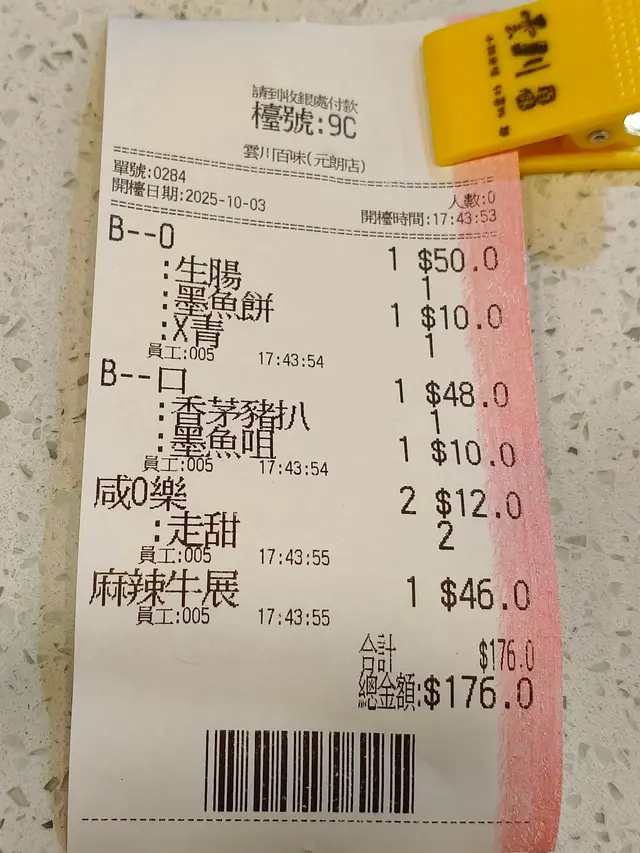 請到收銀處付款
檯號:9C
雲川百味(元朗店)
單號:0284 人數:0
開檯日期:2025-10-03 開檯時間:17:43:53
B--O 1 $50.0
:生腸 1
:墨魚餅 1 $10.0
:X青 1
員工:005 17:43:54
B--口 1 $48.0
:香茅豬扒 1
:墨魚咀 1 $10.0
員工:005 17:43:54
咸0樂 2 $12.0
:走甜 2
員工:005 17:43:55
麻辣牛展 1 $46.0
員工:005 17:43:55
合計 $176.0
總金額:$176.0